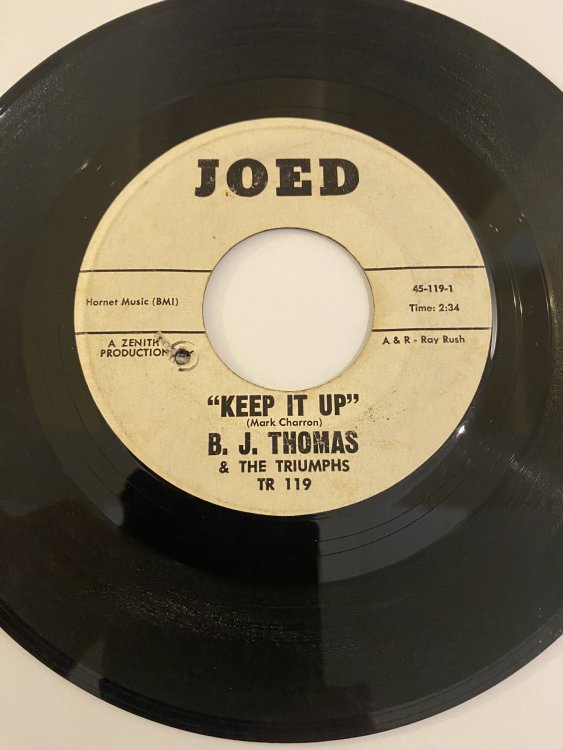 JOED
Hornet Music (BMI)
45-119-1
Time: 2:34
A ZENITH
PRODUCTION
A & R - Ray Rush
"KEEP IT UP"
(Mark Charron)
B. J. THOMAS
& THE TRIUMPHS
TR 119